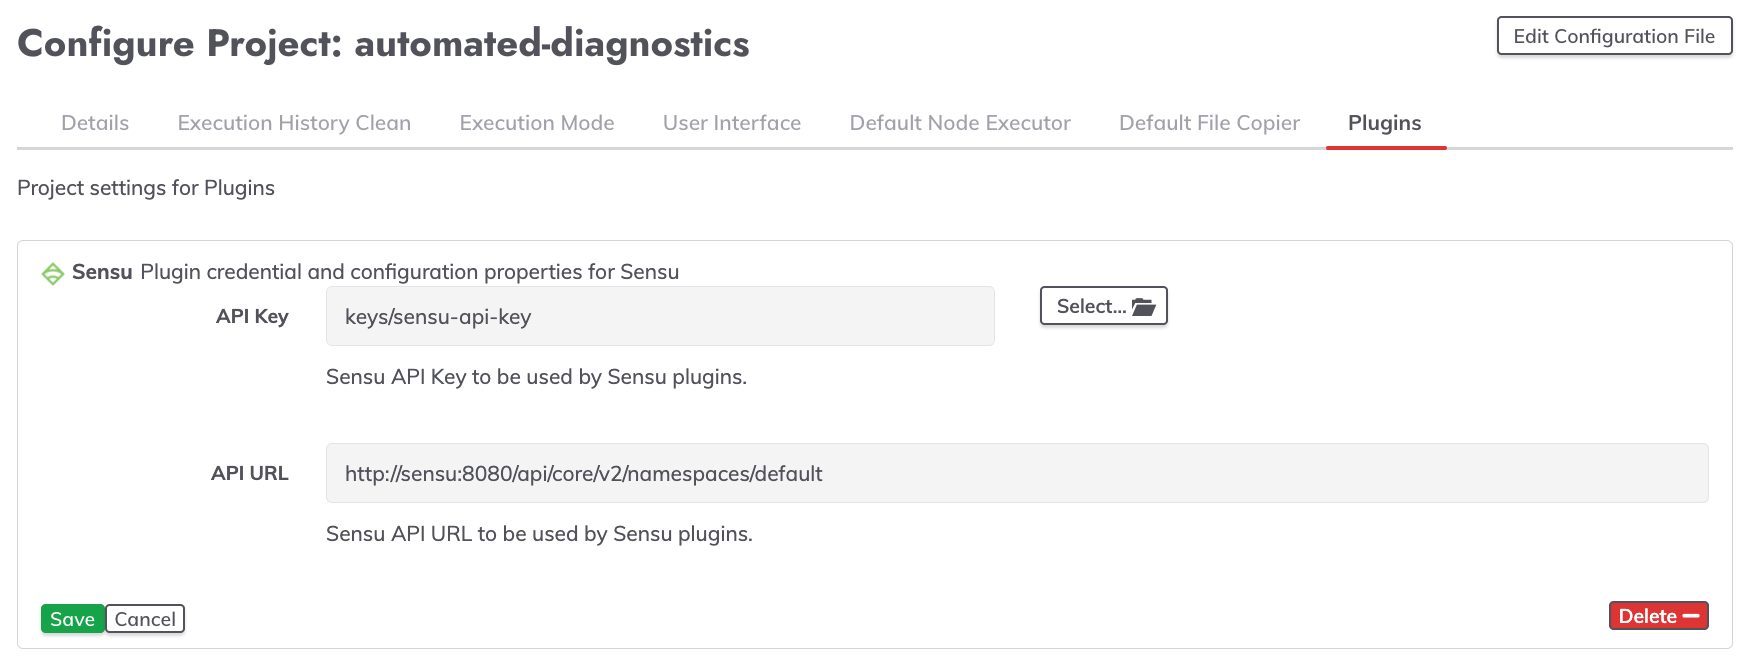 Configure Project: automated-diagnostics
Edit Configuration File
Details Execution History Clean Execution Mode User Interface Default Node Executor Default File Copier Plugins
Project settings for Plugins
Sensu Plugin credential and configuration properties for Sensu
API Key keys/sensu-api-key Select...
Sensu API Key to be used by Sensu plugins.
API URL http://sensu:8080/api/core/v2/namespaces/default
Sensu API URL to be used by Sensu plugins.
Save Cancel Delete